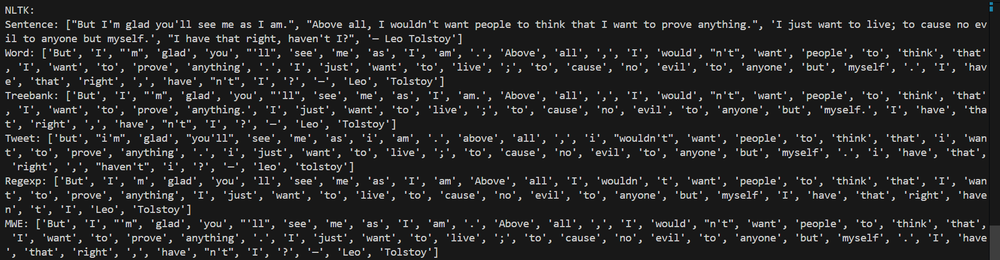 NLTK:
Sentence: ["But I'm glad you'll see me as I am.", "Above all, I wouldn't want people to think that I want to prove anything.", 'I just want to live; to cause no ev
il to anyone but myself.', "I have that right, haven't I?", '— Leo Tolstoy']
Word: ['But', 'I', "'m", 'glad', 'you', "'ll", 'see', 'me', 'as', 'I', 'am', '.', 'Above', 'all', ',', 'I', 'would', "n't", 'want', 'people', 'to', 'think', 'that'
, 'I', 'want', 'to', 'prove', 'anything', '.', 'I', 'just', 'want', 'to', 'live', ';', 'to', 'cause', 'no', 'evil', 'to', 'anyone', 'but', 'myself', '.', 'I', 'hav
e', 'that', 'right', ',', 'have', "n't", 'I', '?', '—', 'Leo', 'Tolstoy']
Treebank: ['But', 'I', "'m", 'glad', 'you', "'ll", 'see', 'me', 'as', 'I', 'am.', 'Above', 'all', ',', 'I', 'would', "n't", 'want', 'people', 'to', 'think', 'that'
, 'I', 'want', 'to', 'prove', 'anything.', 'I', 'just', 'want', 'to', 'live', ';', 'to', 'cause', 'no', 'evil', 'to', 'anyone', 'but', 'myself.', 'I', 'have', 'tha
t', 'right', ',', 'have', "n't", 'I', '?', '—', 'Leo', 'Tolstoy']
Tweet: ['but', "i'm", 'glad', "you'll", 'see', 'me', 'as', 'i', 'am', '.', 'above', 'all', ',', 'i', "wouldn't", 'want', 'people', 'to', 'think', 'that', 'i', 'wan
t', 'to', 'prove', 'anything', '.', 'i', 'just', 'want', 'to', 'live', ';', 'to', 'cause', 'no', 'evil', 'to', 'anyone', 'but', 'myself', '.', 'i', 'have', 'that',
 'right', ',', "haven't", 'i', '?', '—', 'leo', 'tolstoy']
Regexp: ['But', 'I', 'm', 'glad', 'you', 'll', 'see', 'me', 'as', 'I', 'am', 'Above', 'all', 'I', 'wouldn', 't', 'want', 'people', 'to', 'think', 'that', 'I', 'wan
t', 'to', 'prove', 'anything', 'I', 'just', 'want', 'to', 'live', 'to', 'cause', 'no', 'evil', 'to', 'anyone', 'but', 'myself', 'I', 'have', 'that', 'right', 'have
n', 't', 'I', 'Leo', 'Tolstoy']
MWE: ['But', 'I', "'m", 'glad', 'you', "'ll", 'see', 'me', 'as', 'I', 'am', '.', 'Above', 'all', ',', 'I', 'would', "n't", 'want', 'people', 'to', 'think', 'that',
 'I', 'want', 'to', 'prove', 'anything', '.', 'I', 'just', 'want', 'to', 'live', ';', 'to', 'cause', 'no', 'evil', 'to', 'anyone', 'but', 'myself', '.', 'I', 'have
', 'that', 'right', ',', 'have', "n't", 'I', '?', '—', 'Leo', 'Tolstoy']